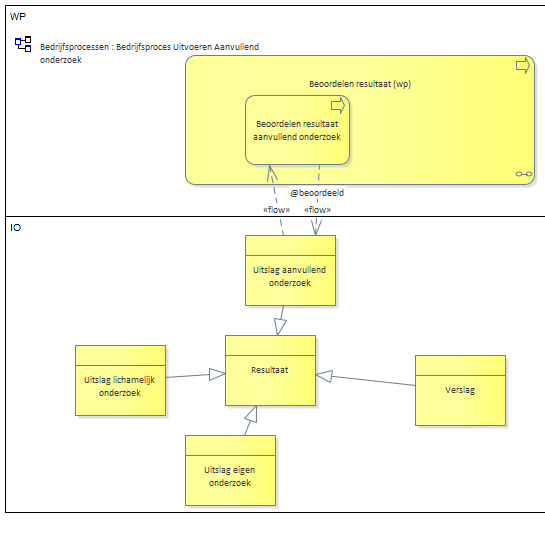 WP
Bedrijfsprocessen : Bedrijfsproces Uitvoeren Aanvullend
onderzoek
Beoordelen resultaat (wp)
Beoordelen resultaat
aanvullend onderzoek
@beoordeeld
«flow» «flow»
IO
Uitslag aanvullend
onderzoek
Resultaat
Uitslag lichamelijk
onderzoek
Verslag
Uitslag eigen
onderzoek